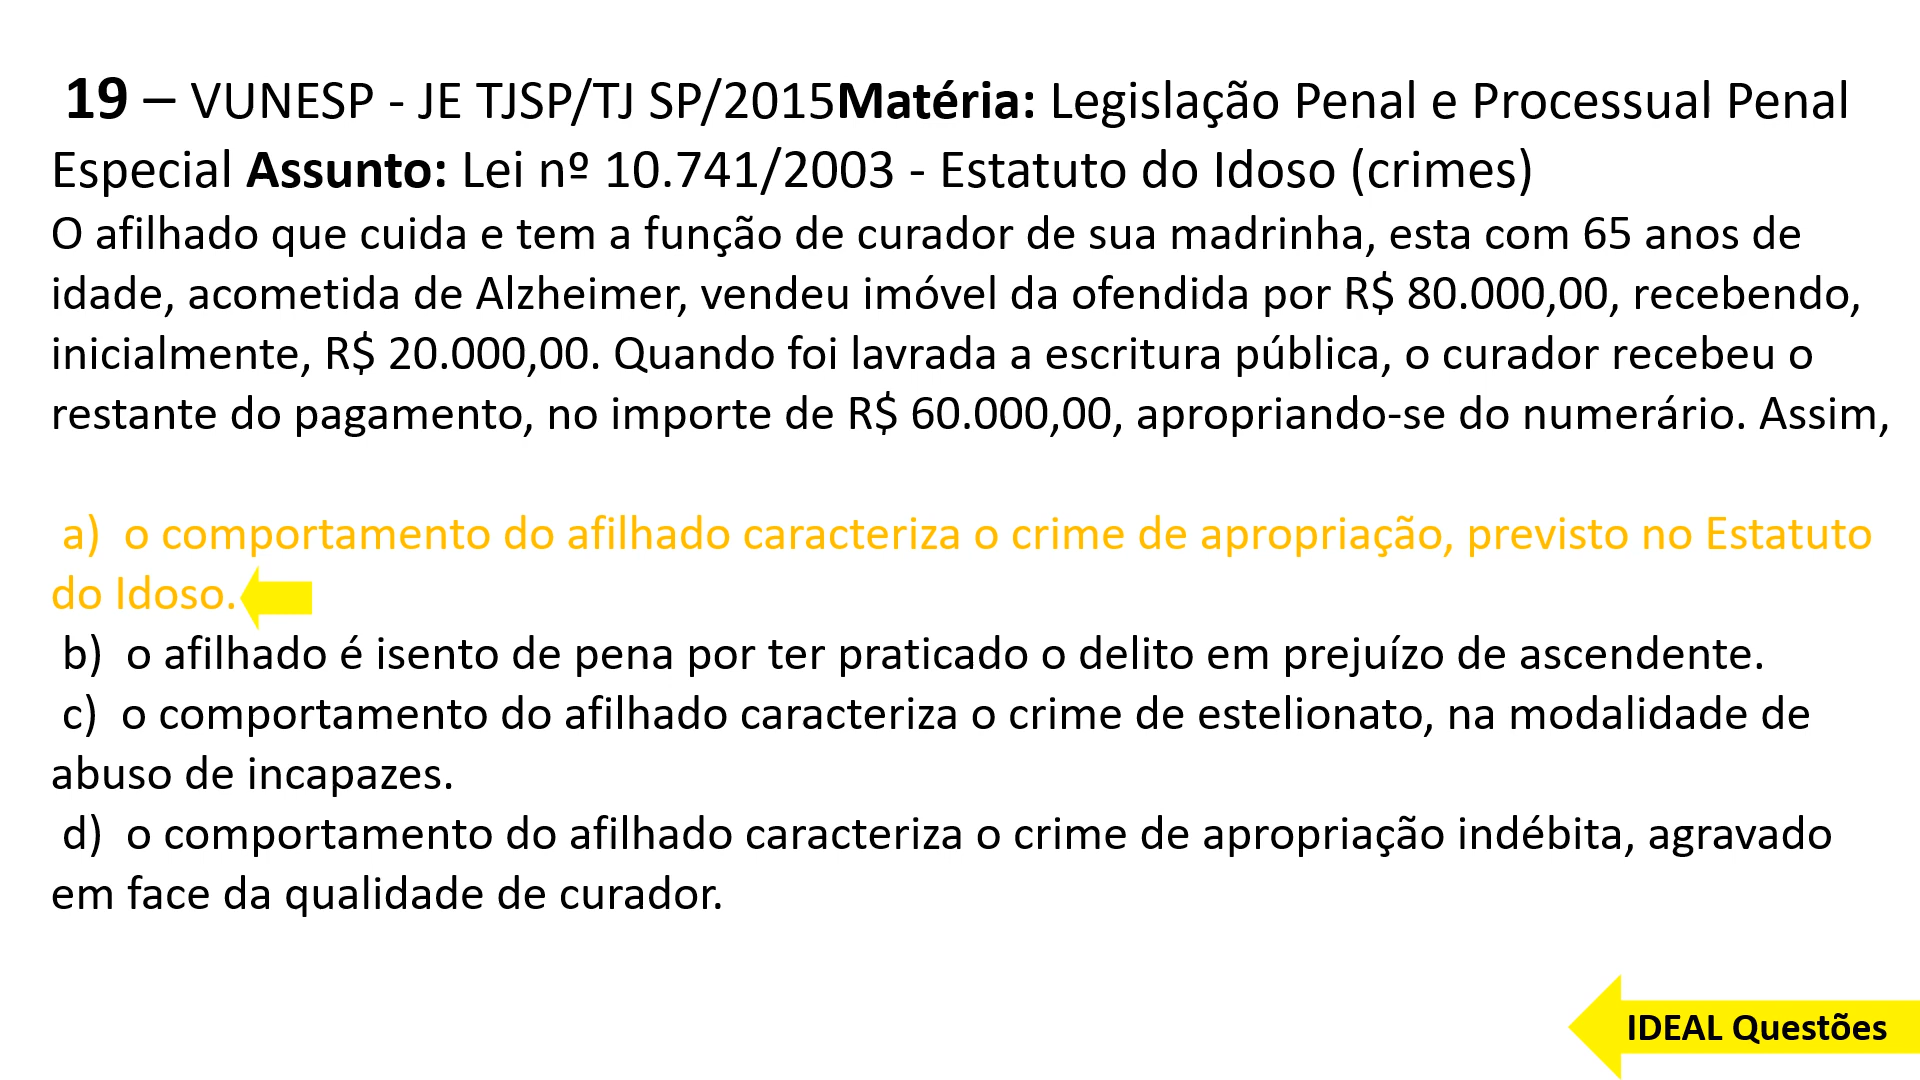 19 – VUNESP - JE TJSP/TJ SP/2015Matéria: Legislação Penal e Processual Penal
Especial Assunto: Lei nº 10.741/2003 - Estatuto do Idoso (crimes)
O afilhado que cuida e tem a função de curador de sua madrinha, esta com 65 anos de
idade, acometida de Alzheimer, vendeu imóvel da ofendida por R$ 80.000,00, recebendo,
inicialmente, R$ 20.000,00. Quando foi lavrada a escritura pública, o curador recebeu o
restante do pagamento, no importe de R$ 60.000,00, apropriando-se do numerário. Assim,
a) o comportamento do afilhado caracteriza o crime de apropriação, previsto no Estatuto
do Idoso.
b) o afilhado é isento de pena por ter praticado o delito em prejuízo de ascendente.
c) o comportamento do afilhado caracteriza o crime de estelionato, na modalidade de
abuso de incapazes.
d) o comportamento do afilhado caracteriza o crime de apropriação indébita, agravado
em face da qualidade de curador.
IDEAL Questões